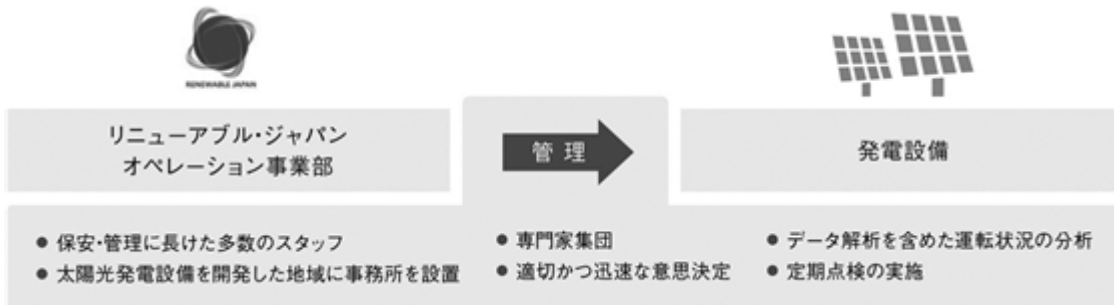 RENEWABLE JAPAN
リニューアブル・ジャパン
オペレーション事業部
管理
発電設備
● 保安・管理に長けた多数のスタッフ
● 太陽光発電設備を開発した地域に事務所を設置
● 専門家集団
● 適切かつ迅速な意思決定
● データ解析を含めた運転状況の分析
● 定期点検の実施